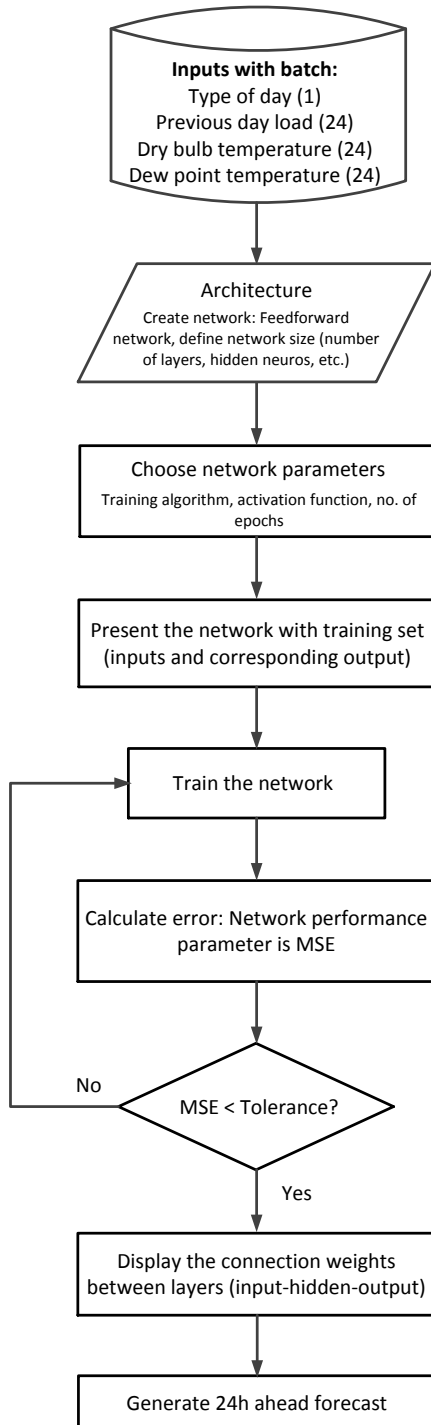 Inputs with batch:
Type of day (1)
Previous day load (24)
Dry bulb temperature (24)
Dew point temperature (24)
Architecture
Create network: Feedforward
network, define network size (number
of layers, hidden neuros, etc.)
Choose network parameters
Training algorithm, activation function, no. of
epochs
Present the network with training set
(inputs and corresponding output)
Train the network
Calculate error: Network performance
parameter is MSE
No
MSE < Tolerance?
Yes
Display the connection weights
between layers (input-hidden-output)
Generate 24h ahead forecast